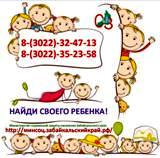 8-(3022)-32-47-13
8-(3022)-35-23-58
НАЙДИ СВОЕГО РЕБЕНКА!
http://минсоц.забайкальскийкрай.рф/